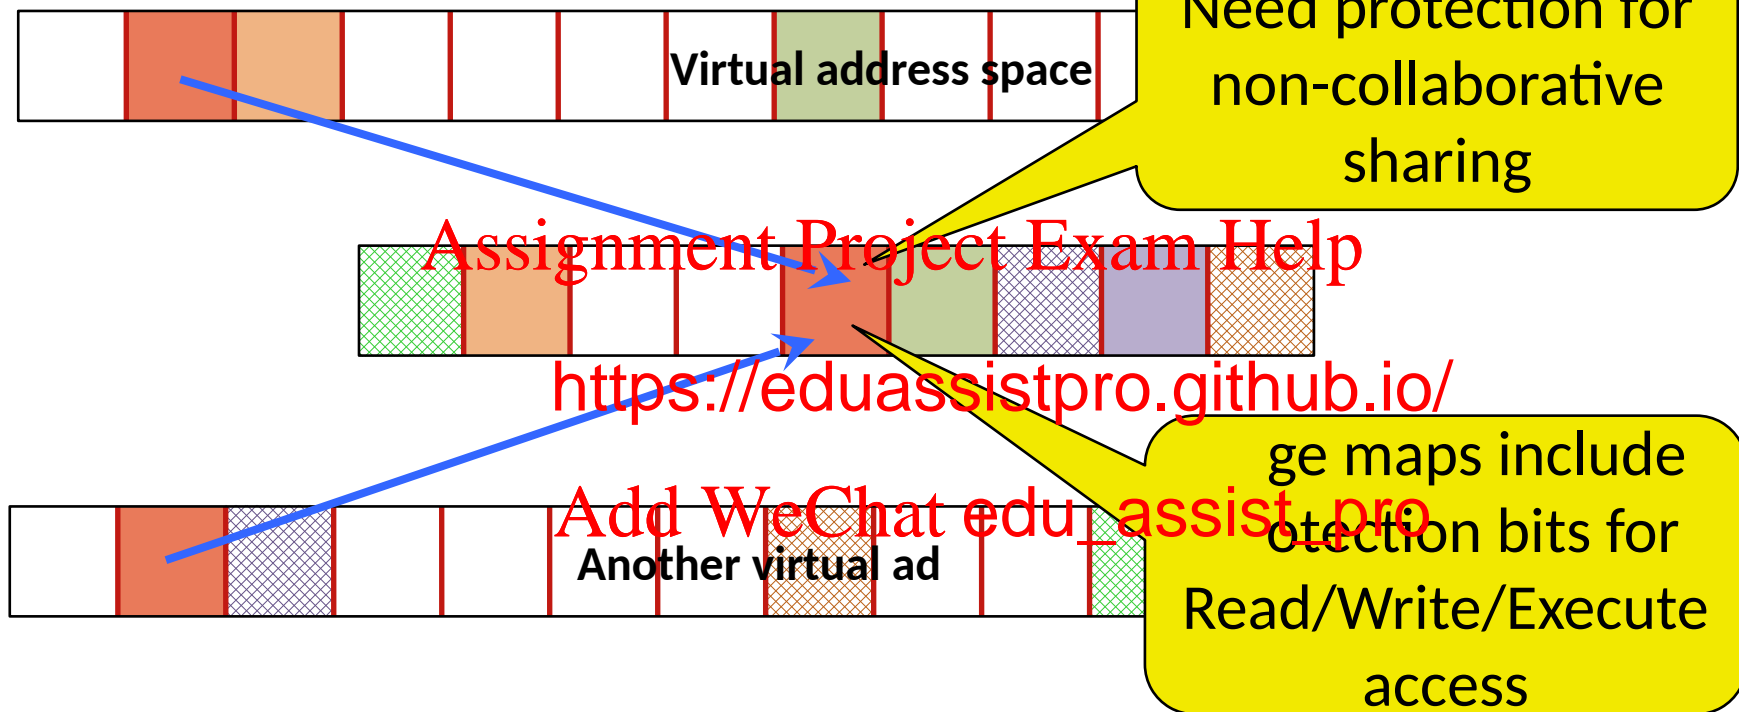 Need protection for
non-collaborative
sharing
Virtual address space
Assignment Project Exam Help
https://eduassistpro.github.io/
ge maps include
otection bits for
Read/Write/Execute
access
Add WeChat edu_assist_pro
Another virtual ad